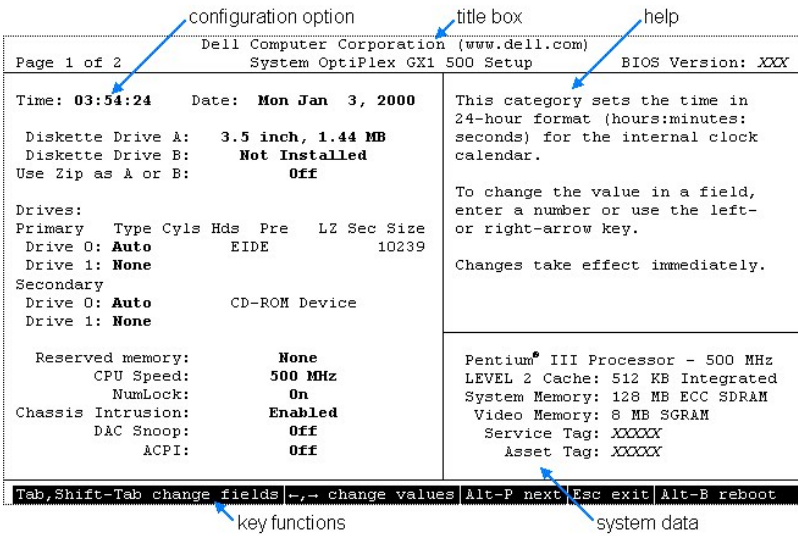 configuration option title box help
Dell Computer Corporation (www.dell.com)
Page 1 of 2 System OptiPlex GX1 500 Setup BIOS Version: XXX
Time: 03:54:24 Date: Mon Jan 3, 2000
Diskette Drive A: 3.5 inch, 1.44 MB
Diskette Drive B: Not Installed
Use Zip as A or B: Off
Drives:
Primary Type Cyls Hds Pre LZ Sec Size
Drive 0: Auto EIDE 10239
Drive 1: None
Secondary
Drive 0: Auto CD-ROM Device
Drive 1: None
Reserved memory: None
CPU Speed: 500 MHz
NumLock: On
Chassis Intrusion: Enabled
DAC Snoop: Off
ACPI: Off
This category sets the time in
24-hour format (hours:minutes:
seconds) for the internal clock
calendar.
To change the value in a field,
enter a number or use the left-
or right-arrow key.
Changes take effect immediately.
Pentium® III Processor - 500 MHz
LEVEL 2 Cache: 512 KB Integrated
System Memory: 128 MB ECC SDRAM
Video Memory: 8 MB SGRAM
Service Tag: XXXXX
Asset Tag: XXXXX
Tab,Shift-Tab change fields ←,→ change values Alt-P next Esc exit Alt-B reboot
key functions system data